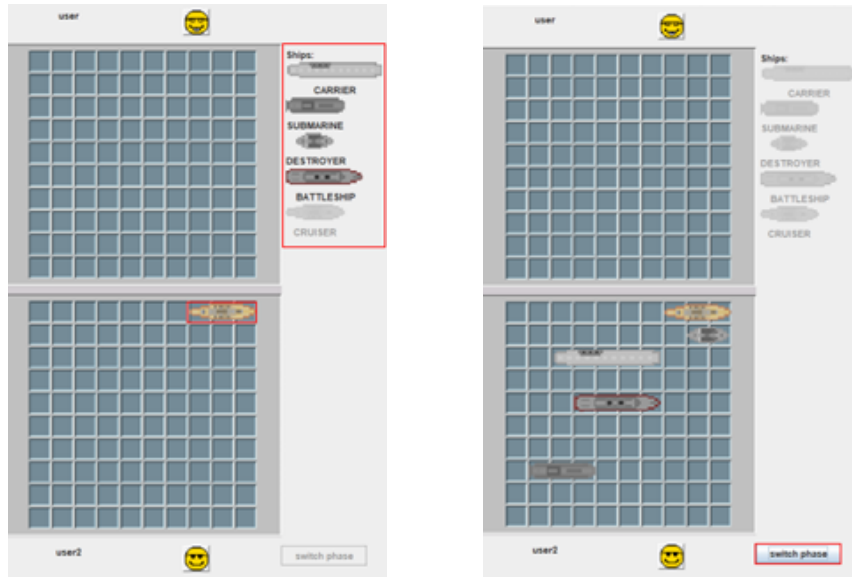 user
Ships:
CARRIER
SUBMARINE
DESTROYER
BATTLESHIP
CRUISER
user2
switch phase
user
Ships:
CARRIER
SUBMARINE
DESTROYER
BATTLESHIP
CRUISER
user2
switch phase